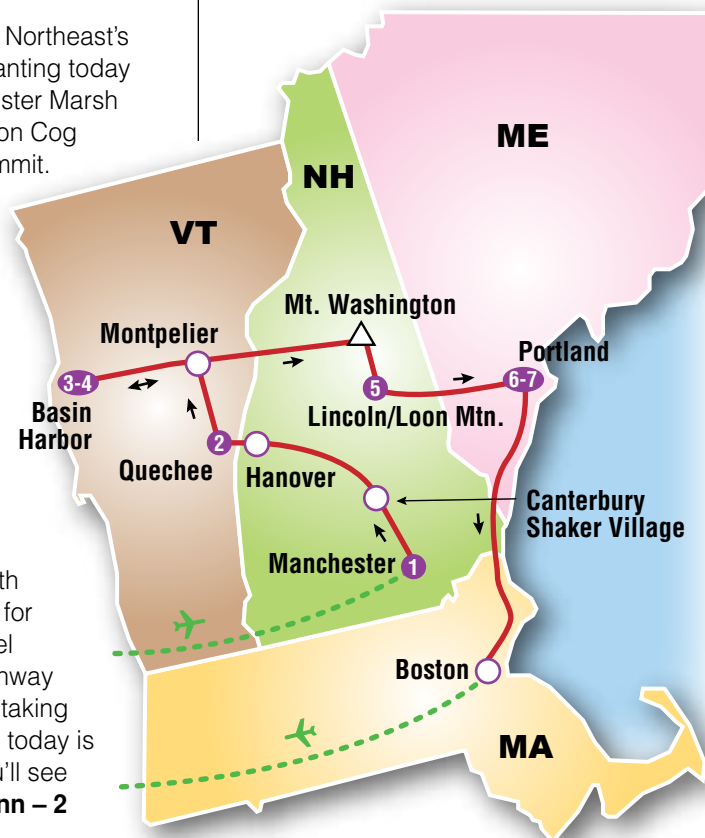 Northeast's
anting today
ster Marsh
on Cog
mmit.
ME
NH
VT
Mt. Washington
Montpelier
Portland
3-4
5
6-7
Basin
Harbor
Lincoln/Loon Mtn.
2
Quechee
Hanover
Canterbury
Shaker Village
Manchester
1
th
for
el
nway
taking
today is
u'll see
nn – 2
Boston
MA